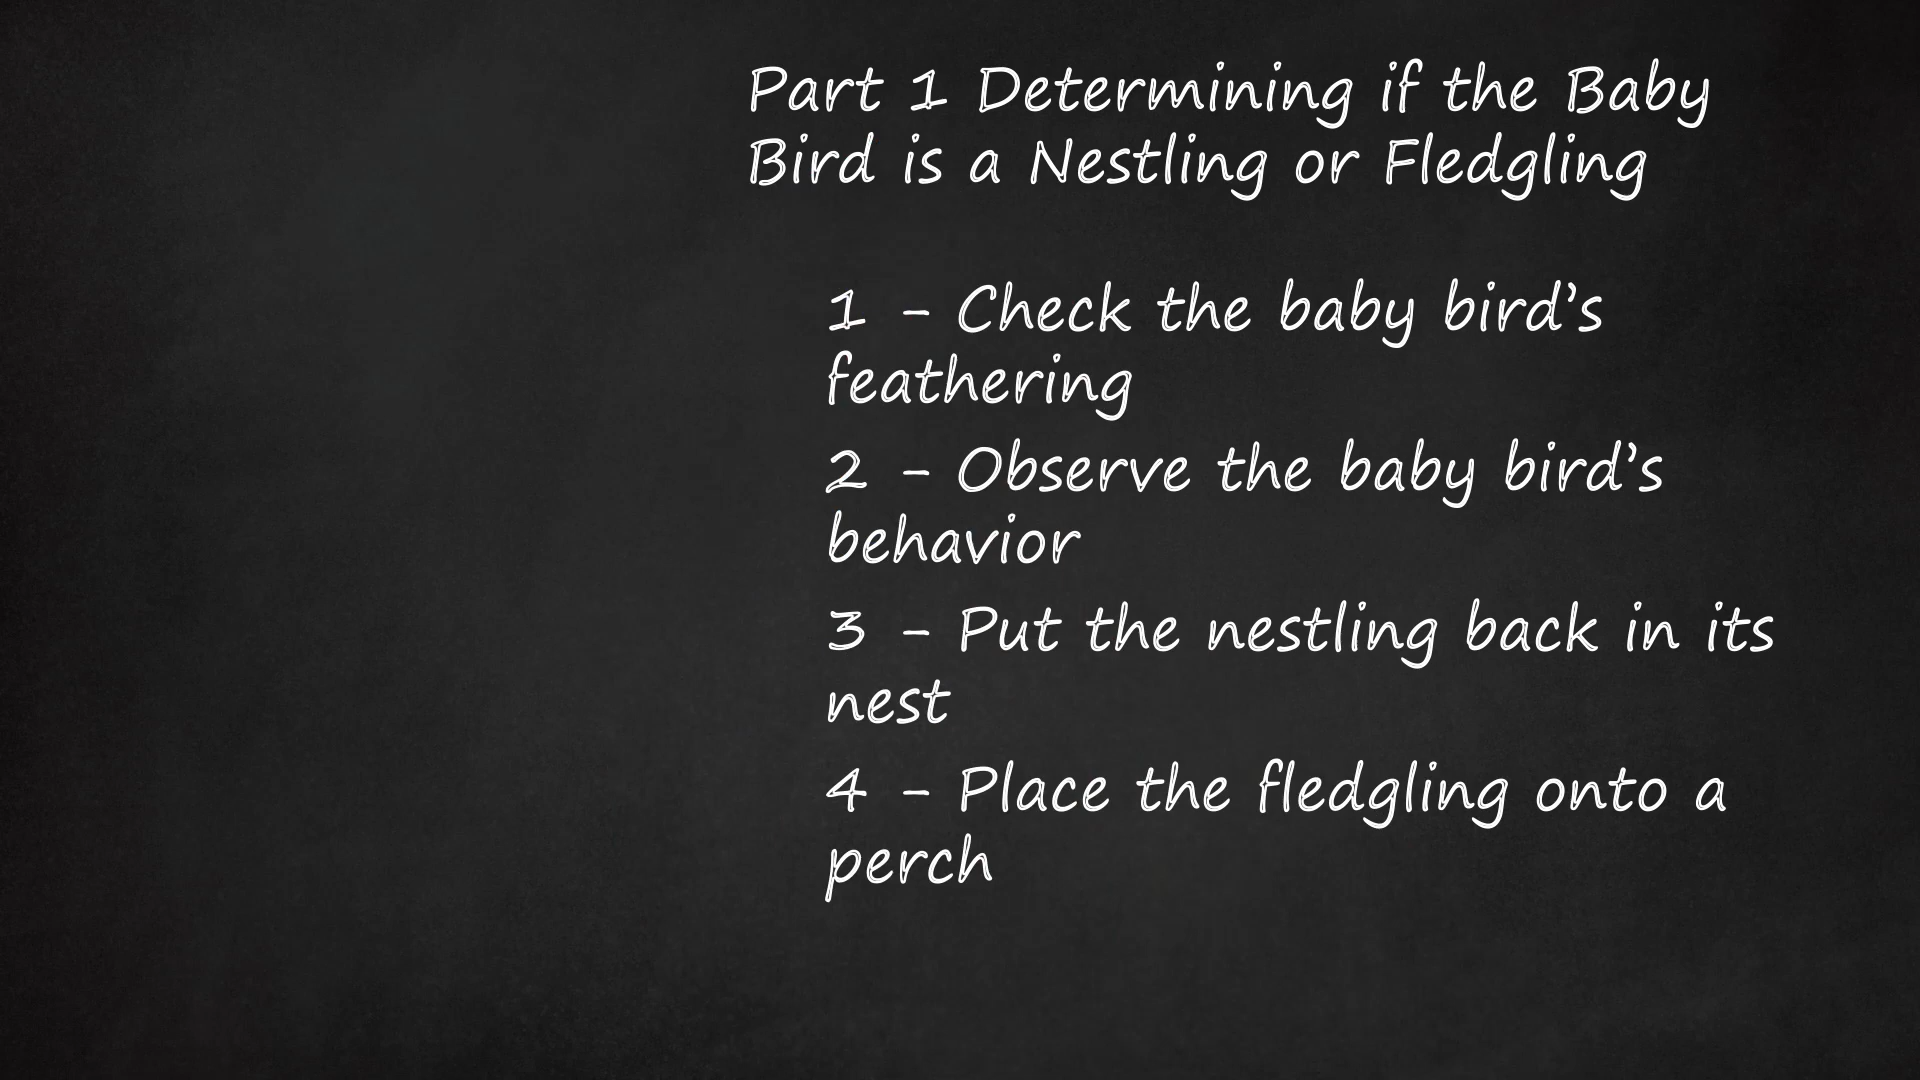 Part 1 Determining if the Baby
Bird is a Nestling or Fledgling
1 - Check the baby bird’s
feathering
2 - Observe the baby bird’s
behavior
3 - Put the nestling back in its
nest
4 - Place the fledgling onto a
perch